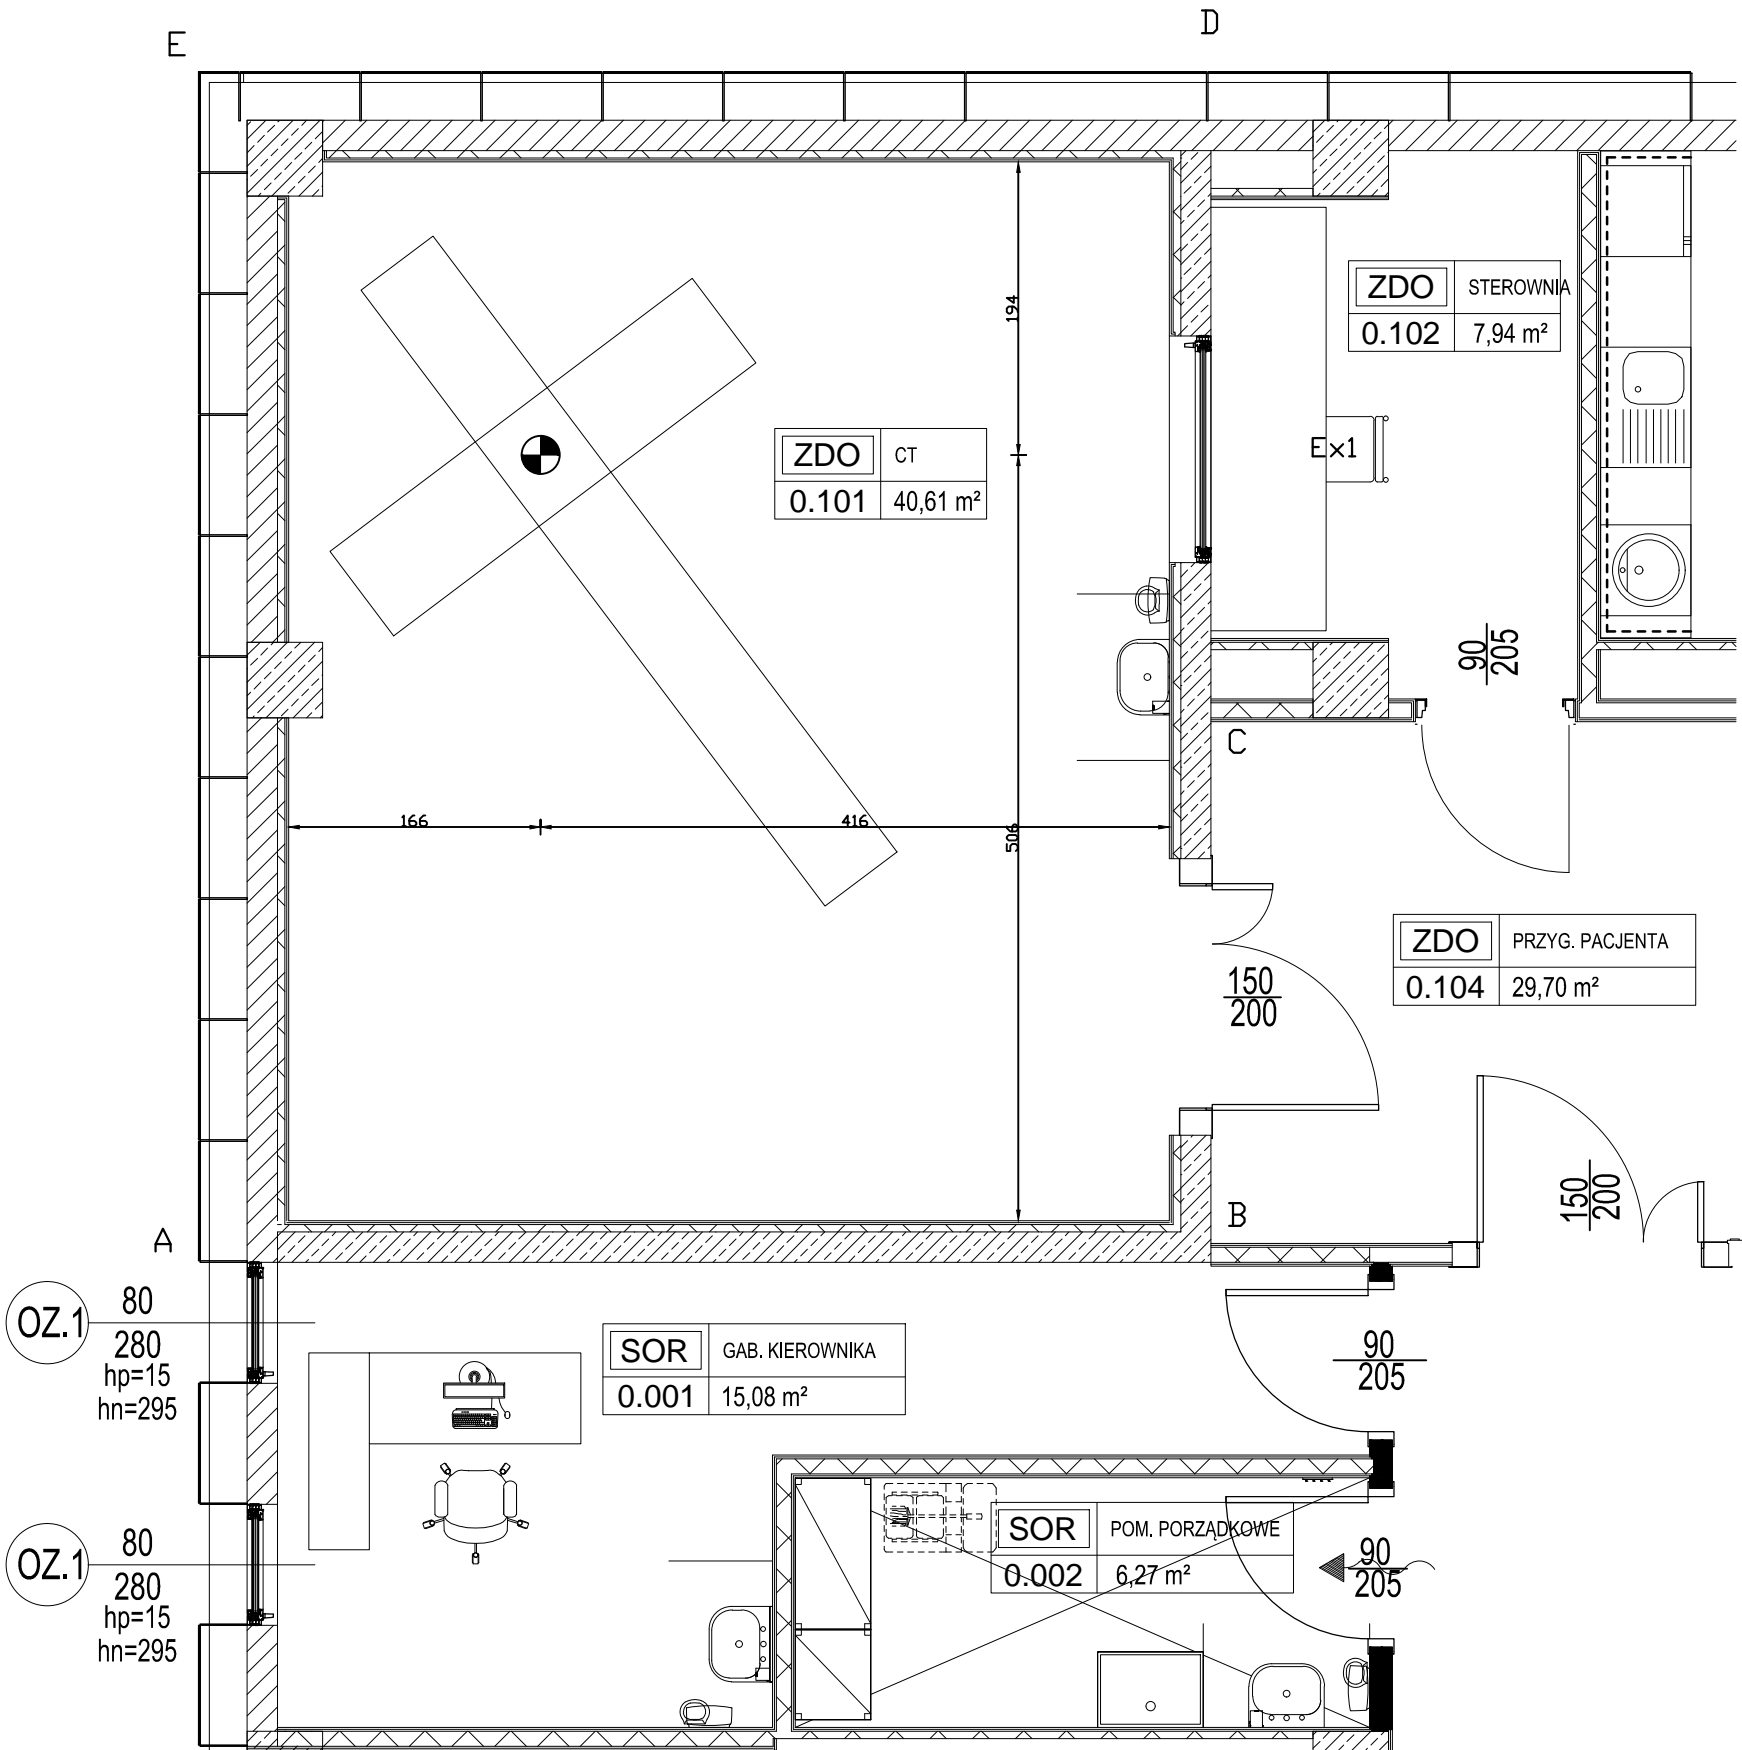 E
D
194
ZDO STEROWNIA
0.102 7,94 m²
ZDO CT
0.101 40,61 m²
Ex1
90
205
C
166
416
506
ZDO PRZYG. PACJENTA
0.104 29,70 m²
150
200
150
200
A
B
OZ.1
80
280
hp=15
hn=295
SOR GAB. KIEROWNIKA
0.001 15,08 m²
90
205
OZ.1
80
280
hp=15
hn=295
SOR POM. PORZĄDKOWE
0.002 6,27 m²
90
205